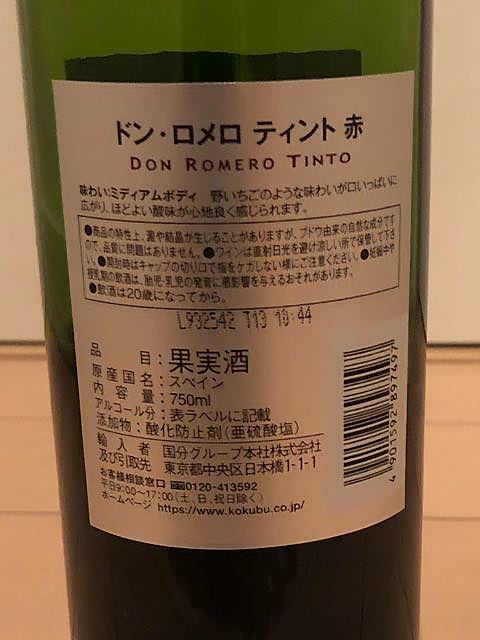 ドン・ロメロ ティント 赤
DON ROMERO TINTO
味わい:ミディアムボディ 野いちごのような味わいが口いっぱいに
広がり、ほどよい酸味が心地良く感じられます。
●商品の特性上、澱や結晶が生じることがありますが、ブドウ由来の自然な成分です
ので、品質に問題はありません。●ワインは直射日光を避け涼しい所で保管して下さ
い。●開封時はキャップの切り口で指をケガしない様にご注意ください。●妊娠中や
授乳期の飲酒は、胎児・乳児の発育に悪影響を与えるおそれがあります。
●飲酒は20歳になってから。
L932542 T13 10:44
品目:果実酒
原産国名:スペイン
内容量:750ml
アルコール分:表ラベルに記載
添加物:酸化防止剤(亜硫酸塩)
輸入者 国分グループ本社株式会社
及び引取先 東京都中央区日本橋1-1-1
お客様相談窓口 0120-413592
平日9:00〜17:00(土、日、祝日除く)
ホームページ https://www.kokubu.co.jp/
4 901592 897497